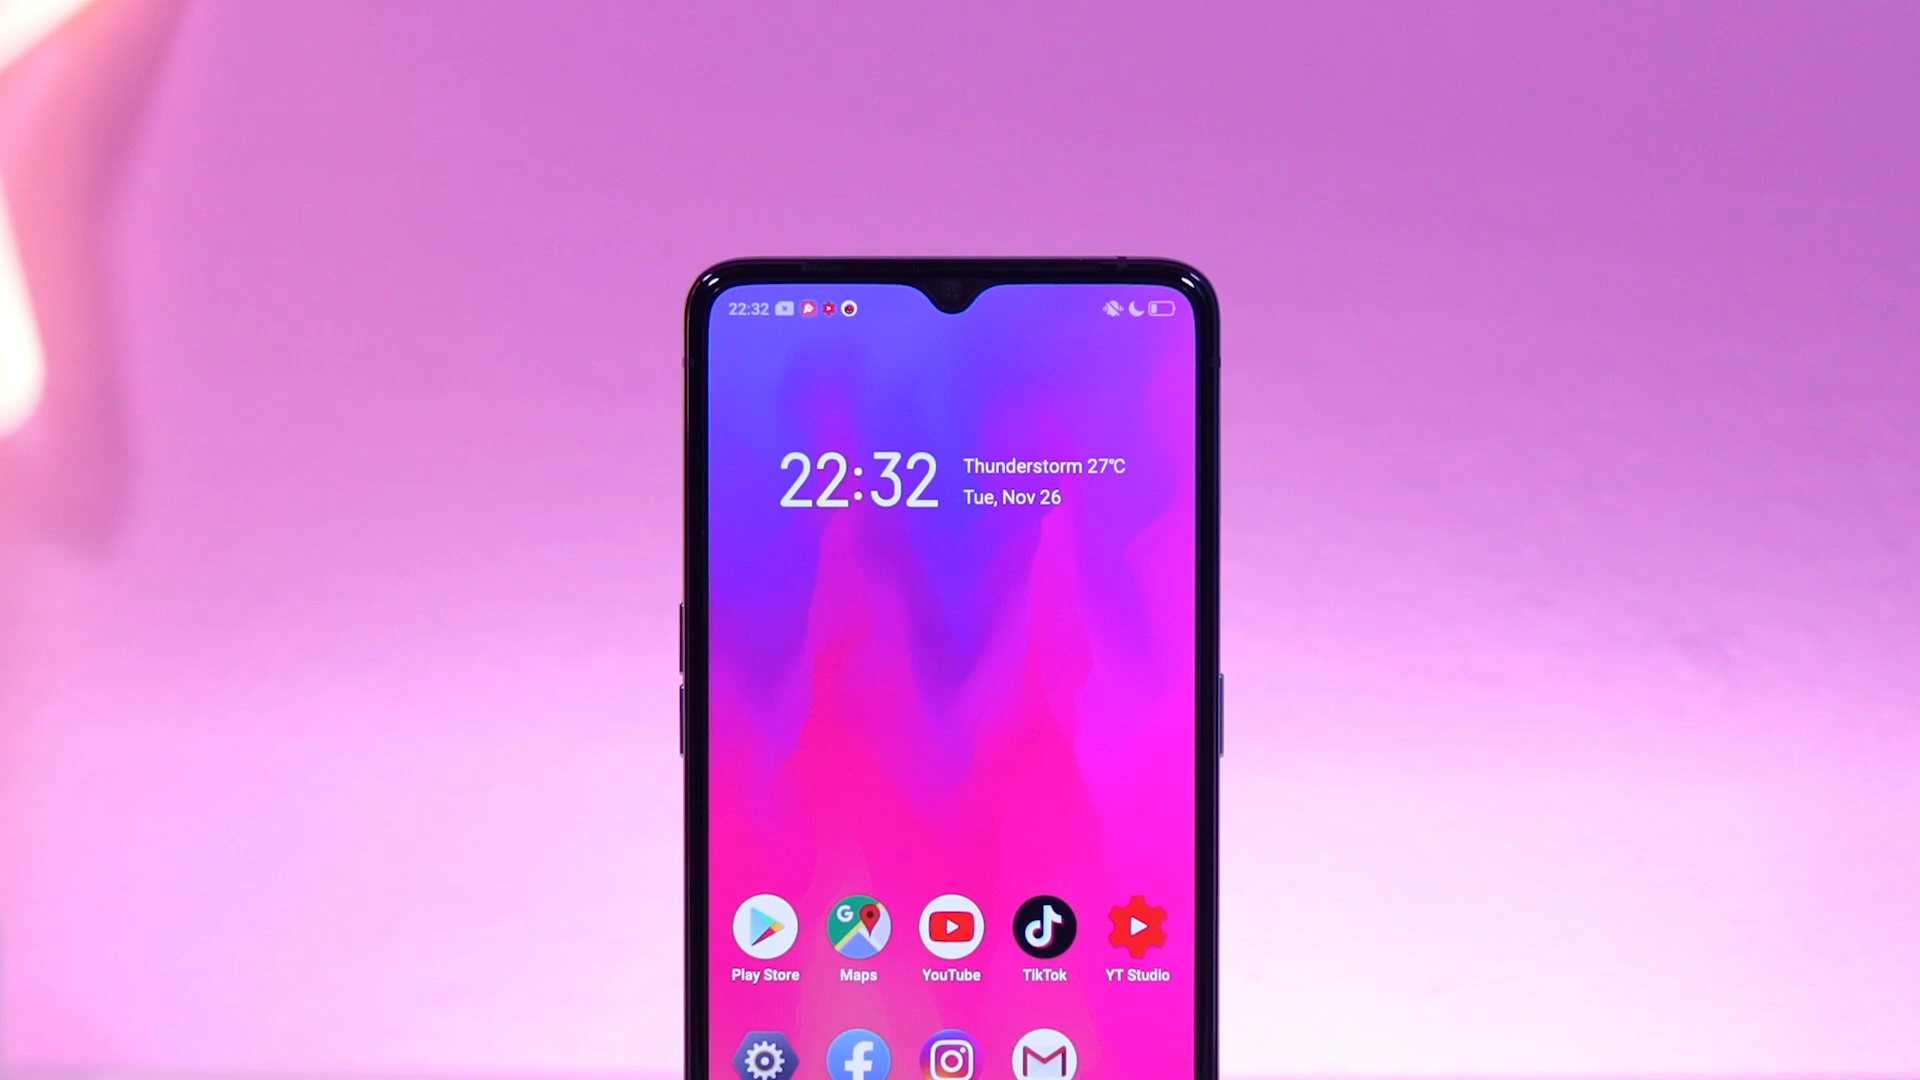 22:32
22:32
Thunderstorm 27°C
Tue, Nov 26
G
Play Store
Maps
YouTube
TikTok
YT Studio